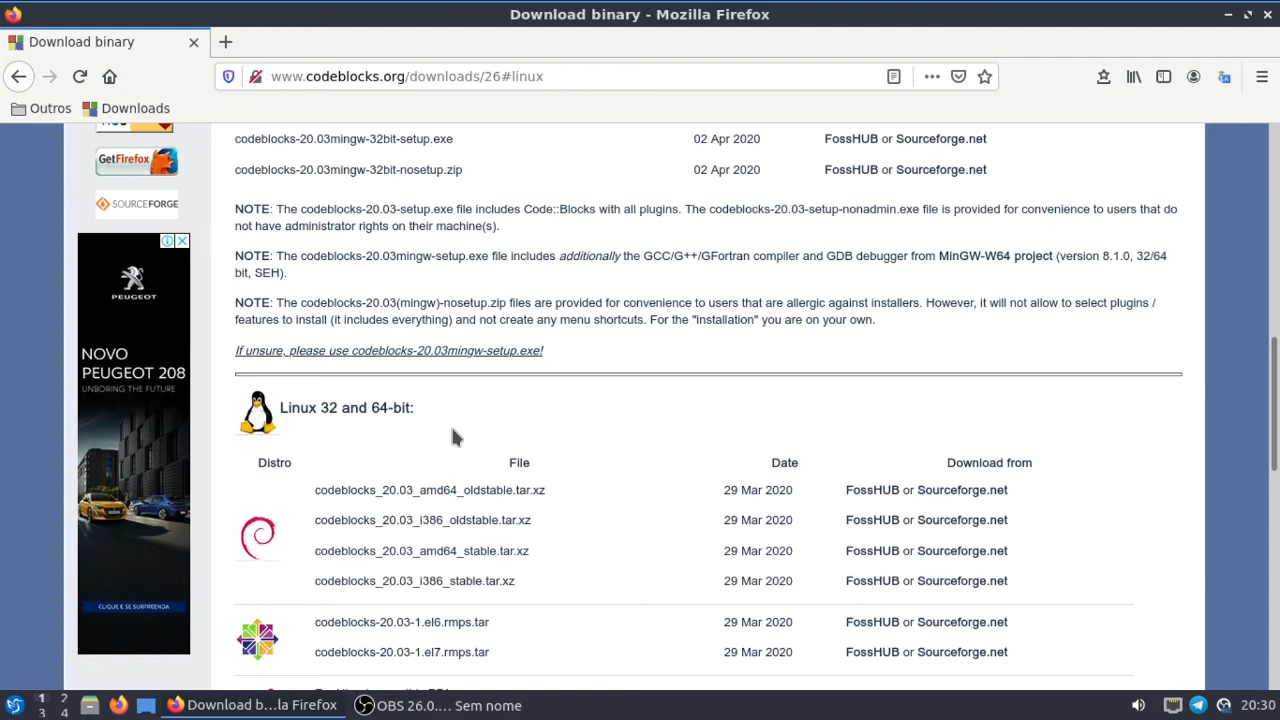 Download binary - Mozilla Firefox
Download binary
www.codeblocks.org/downloads/26#linux
Outros
Downloads
GetFirefox
SOURCEFORGE
codeblocks-20.03mingw-32bit-setup.exe 02 Apr 2020 FossHUB or Sourceforge.net
codeblocks-20.03mingw-32bit-nosetup.zip 02 Apr 2020 FossHUB or Sourceforge.net
NOTE: The codeblocks-20.03-setup.exe file includes Code::Blocks with all plugins. The codeblocks-20.03-setup-nonadmin.exe file is provided for convenience to users that do
not have administrator rights on their machine(s).
NOTE: The codeblocks-20.03mingw-setup.exe file includes additionally the GCC/G++/GFortran compiler and GDB debugger from MinGW-W64 project (version 8.1.0, 32/64
bit, SEH).
NOTE: The codeblocks-20.03(mingw)-nosetup.zip files are provided for convenience to users that are allergic against installers. However, it will not allow to select plugins /
features to install (it includes everything) and not create any menu shortcuts. For the "installation" you are on your own.
If unsure, please use codeblocks-20.03mingw-setup.exe!
PEUGEOT
NOVO
PEUGEOT 208
UNBORING THE FUTURE
CLIQUE E SE SURPREENDA
Linux 32 and 64-bit:
Distro File Date Download from
codeblocks_20.03_amd64_oldstable.tar.xz 29 Mar 2020 FossHUB or Sourceforge.net
codeblocks_20.03_i386_oldstable.tar.xz 29 Mar 2020 FossHUB or Sourceforge.net
codeblocks_20.03_amd64_stable.tar.xz 29 Mar 2020 FossHUB or Sourceforge.net
codeblocks_20.03_i386_stable.tar.xz 29 Mar 2020 FossHUB or Sourceforge.net
codeblocks-20.03-1.el6.rmps.tar 29 Mar 2020 FossHUB or Sourceforge.net
codeblocks-20.03-1.el7.rmps.tar 29 Mar 2020 FossHUB or Sourceforge.net
1 2
3 4
Download b...la Firefox
OBS 26.0.... Sem nome
20:30